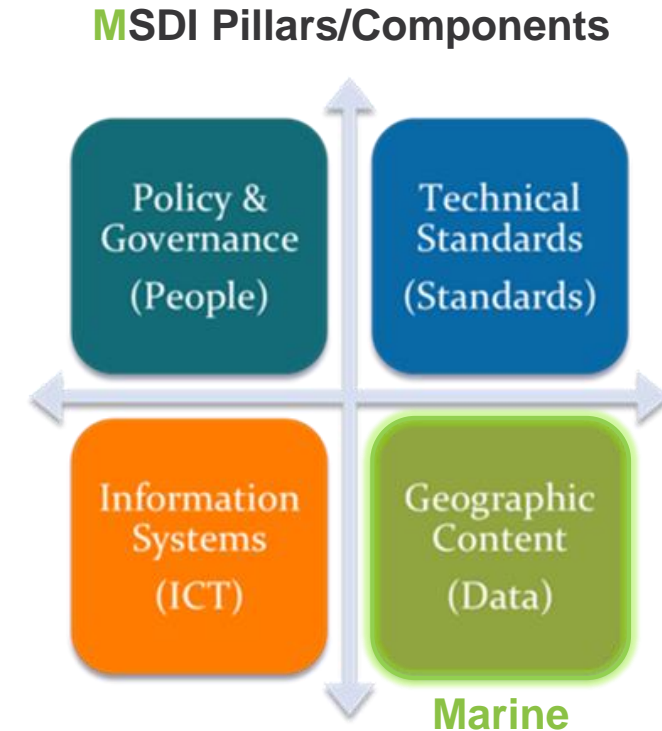 MSDI Pillars/Components
Policy &
Governance
(People)
Technical
Standards
(Standards)
Information
Systems
(ICT)
Geographic
Content
(Data)
Marine